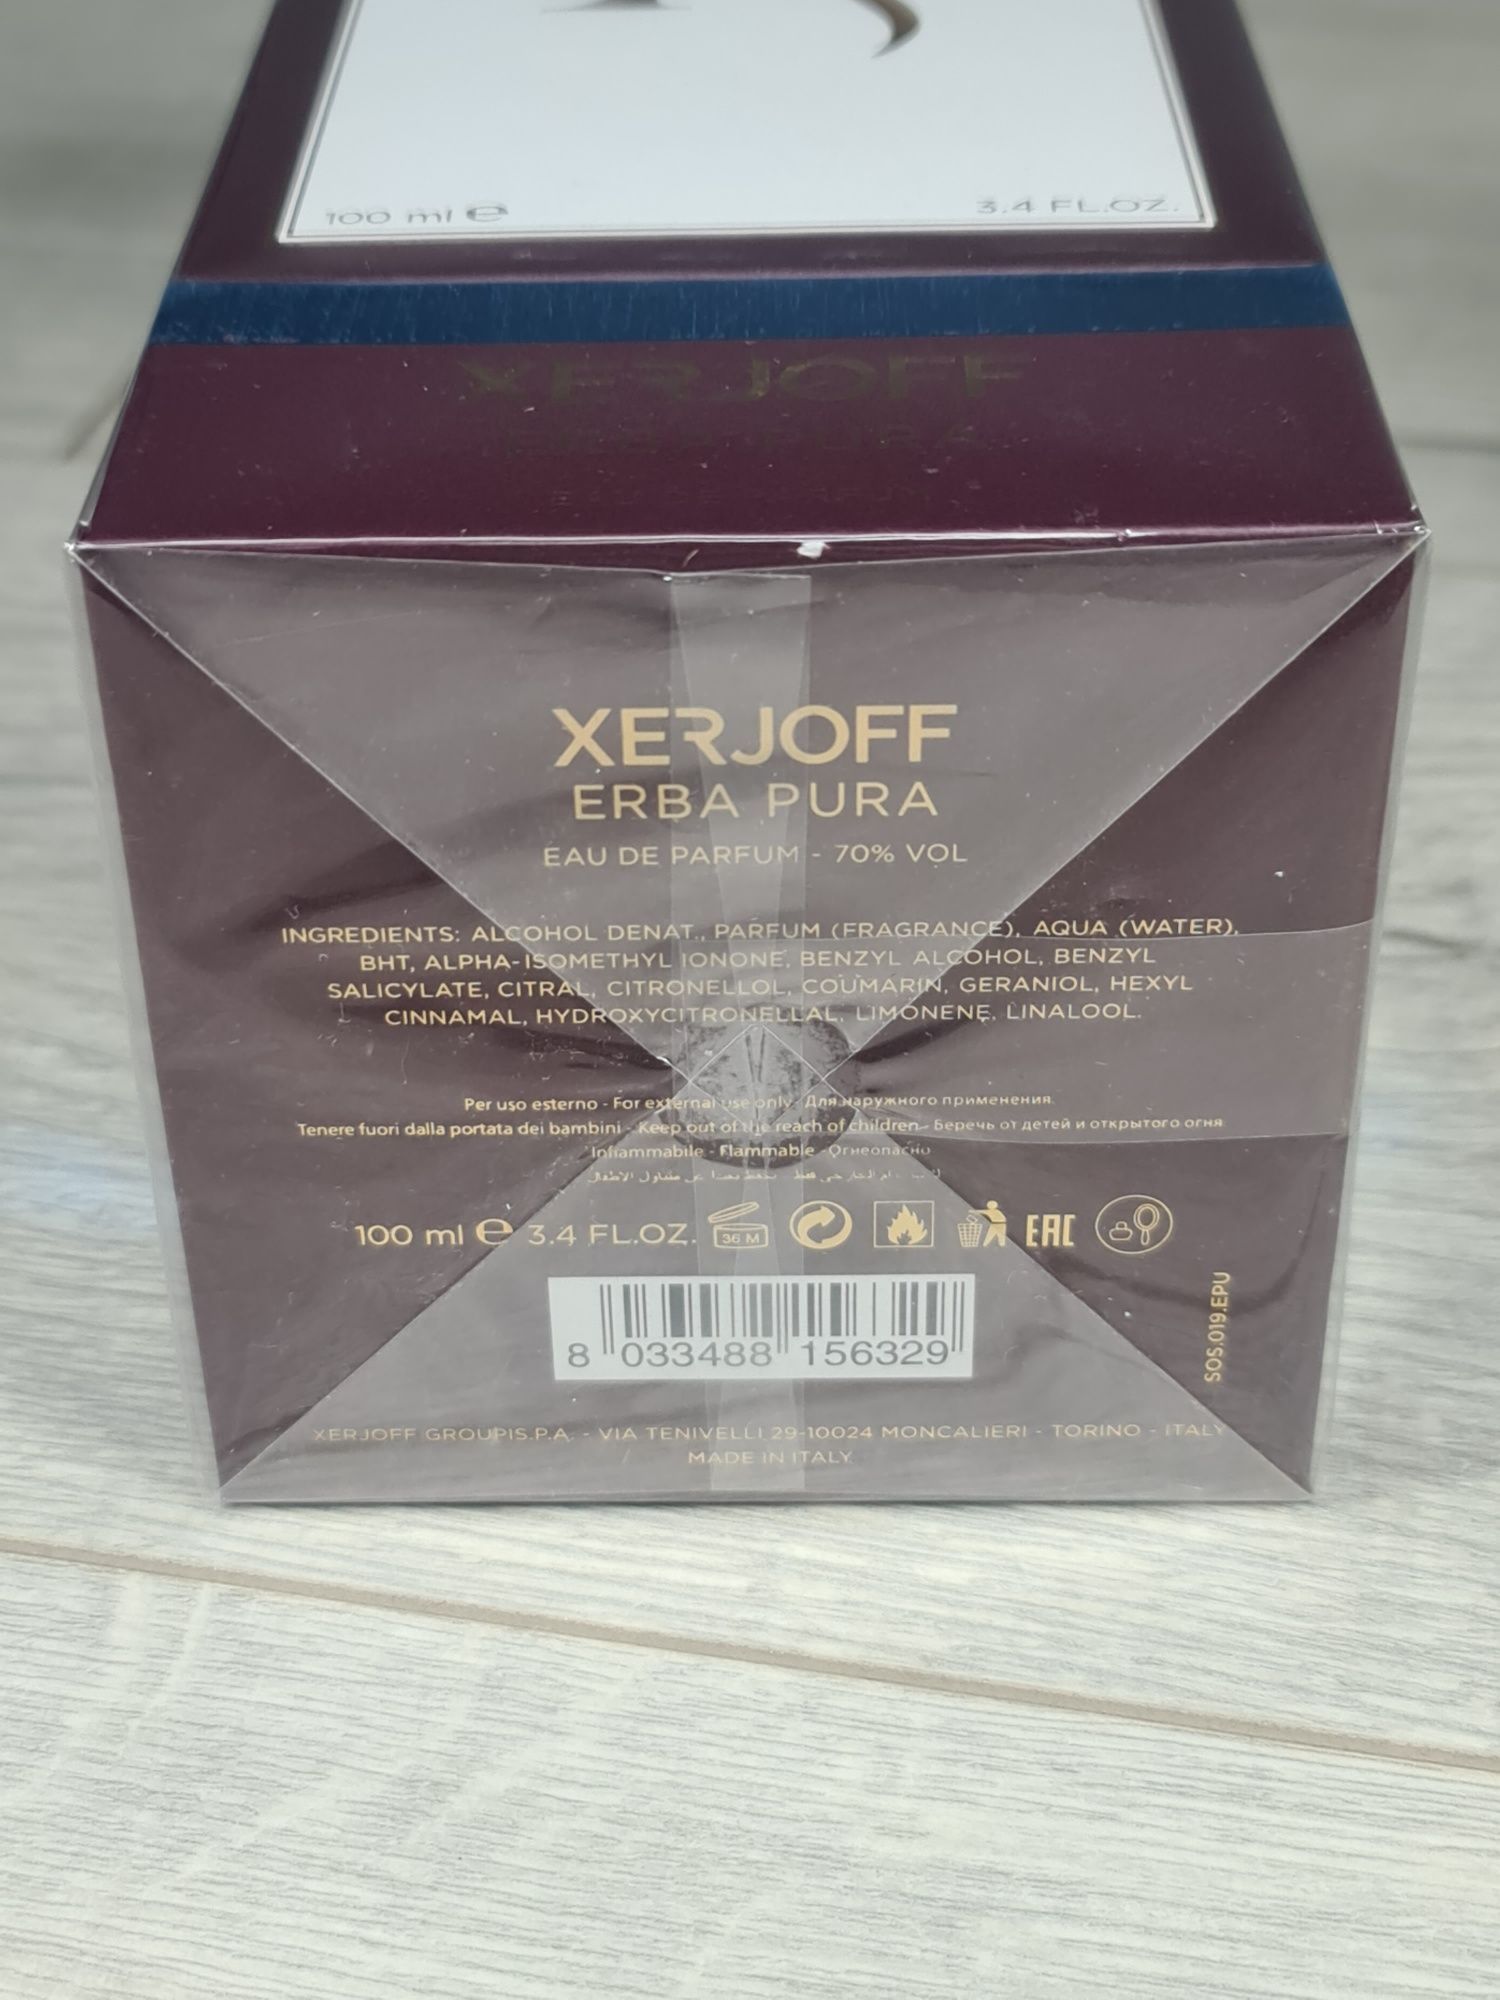 100 ml e
3.4 FL.OZ.
XERJOFF
ERBA PURA
EAU DE PARFUM
XERJOFF
ERBA PURA
EAU DE PARFUM - 70% VOL
INGREDIENTS: ALCOHOL DENAT., PARFUM (FRAGRANCE), AQUA (WATER),
BHT, ALPHA-ISOMETHYL IONONE, BENZYL ALCOHOL, BENZYL
SALICYLATE, CITRAL, CITRONELLOL, COUMARIN, GERANIOL, HEXYL
CINNAMAL, HYDROXYCITRONELLAL, LIMONENE, LINALOOL.
Per uso esterno - For external use only. Для наружного применения.
Tenere fuori dalla portata dei bambini - Keep out of the reach of children - Беречь от детей и открытого огня
Infiammabile - Flammable - Огнеопасно
100 ml e 3.4 FL.OZ. 36 M EAC
8 033488 156329
SOS.019.EPU
XERJOFF GROUP S.P.A. - VIA TENIVELLI 29-10024 MONCALIERI - TORINO - ITALY
MADE IN ITALY